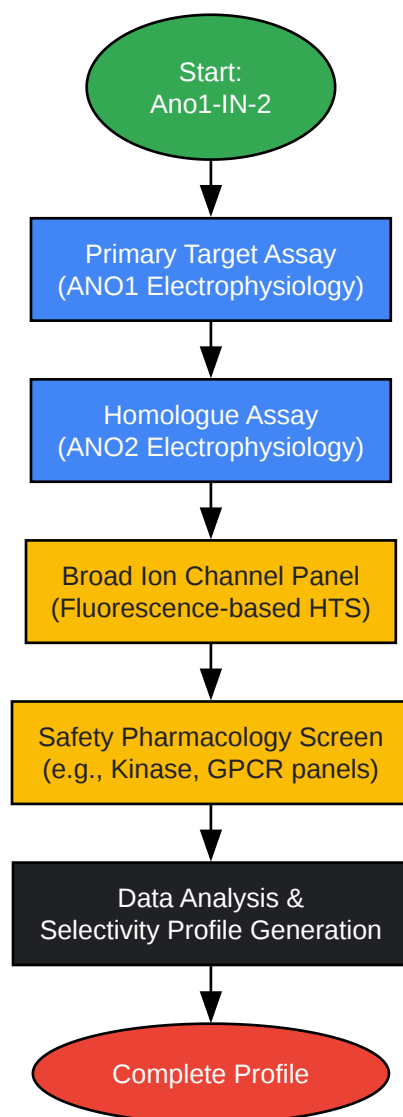 Start:
Ano1-IN-2
Primary Target Assay
(ANO1 Electrophysiology)
Homologue Assay
(ANO2 Electrophysiology)
Broad Ion Channel Panel
(Fluorescence-based HTS)
Safety Pharmacology Screen
(e.g., Kinase, GPCR panels)
Data Analysis &
Selectivity Profile Generation
Complete Profile